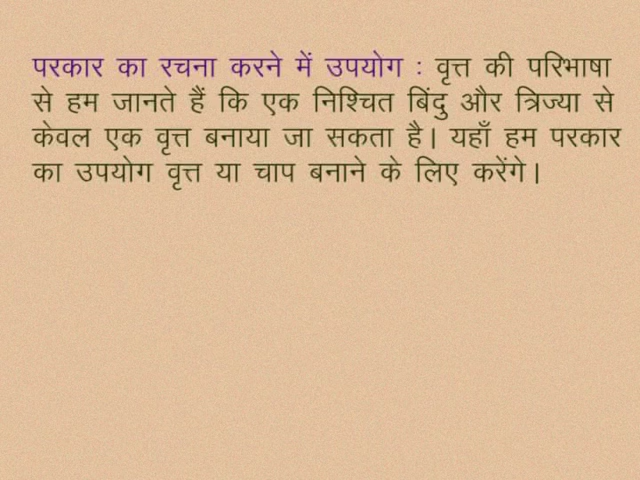 परकार का रचना करने में उपयोग : वृत्त की परिभाषा
से हम जानते हैं कि एक निश्चित बिंदु और त्रिज्या से
केवल एक वृत्त बनाया जा सकता है। यहाँ हम परकार
का उपयोग वृत्त या चाप बनाने के लिए करेंगे।